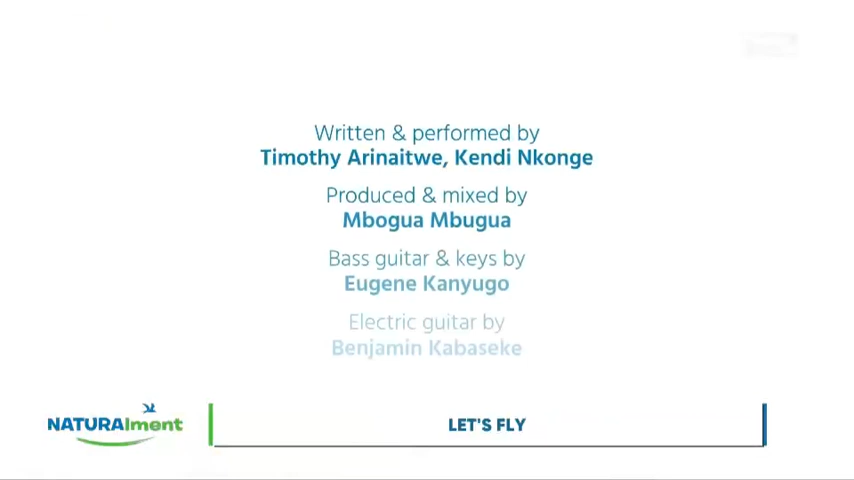 Written & performed by
Timothy Arinaitwe, Kendi Nkonge
Produced & mixed by
Mbogua Mbugua
Bass guitar & keys by
Eugene Kanyugo
Electric guitar by
Benjamin Kabaseke
NATURAlment
LET'S FLY